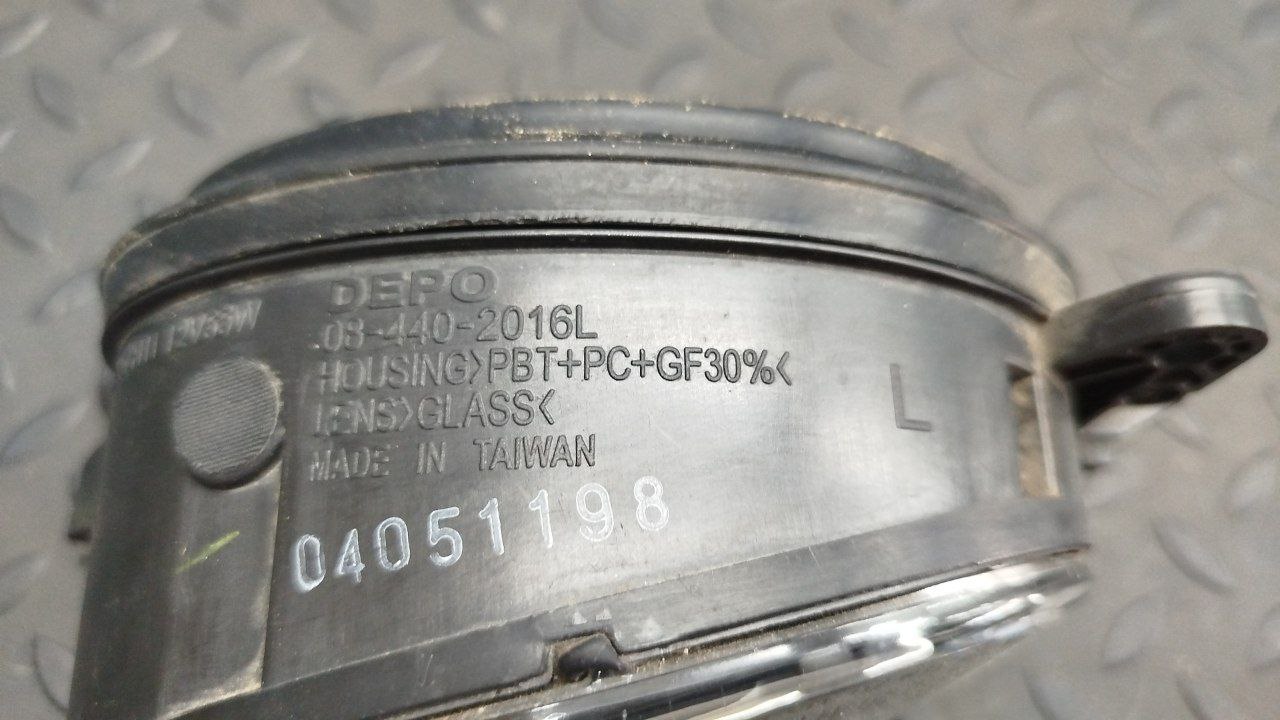 DEPO
08-440-2016L
HOUSING>PBT+PC+GF30%<
LENS>GLASS<
MADE IN TAIWAN
L
04051198